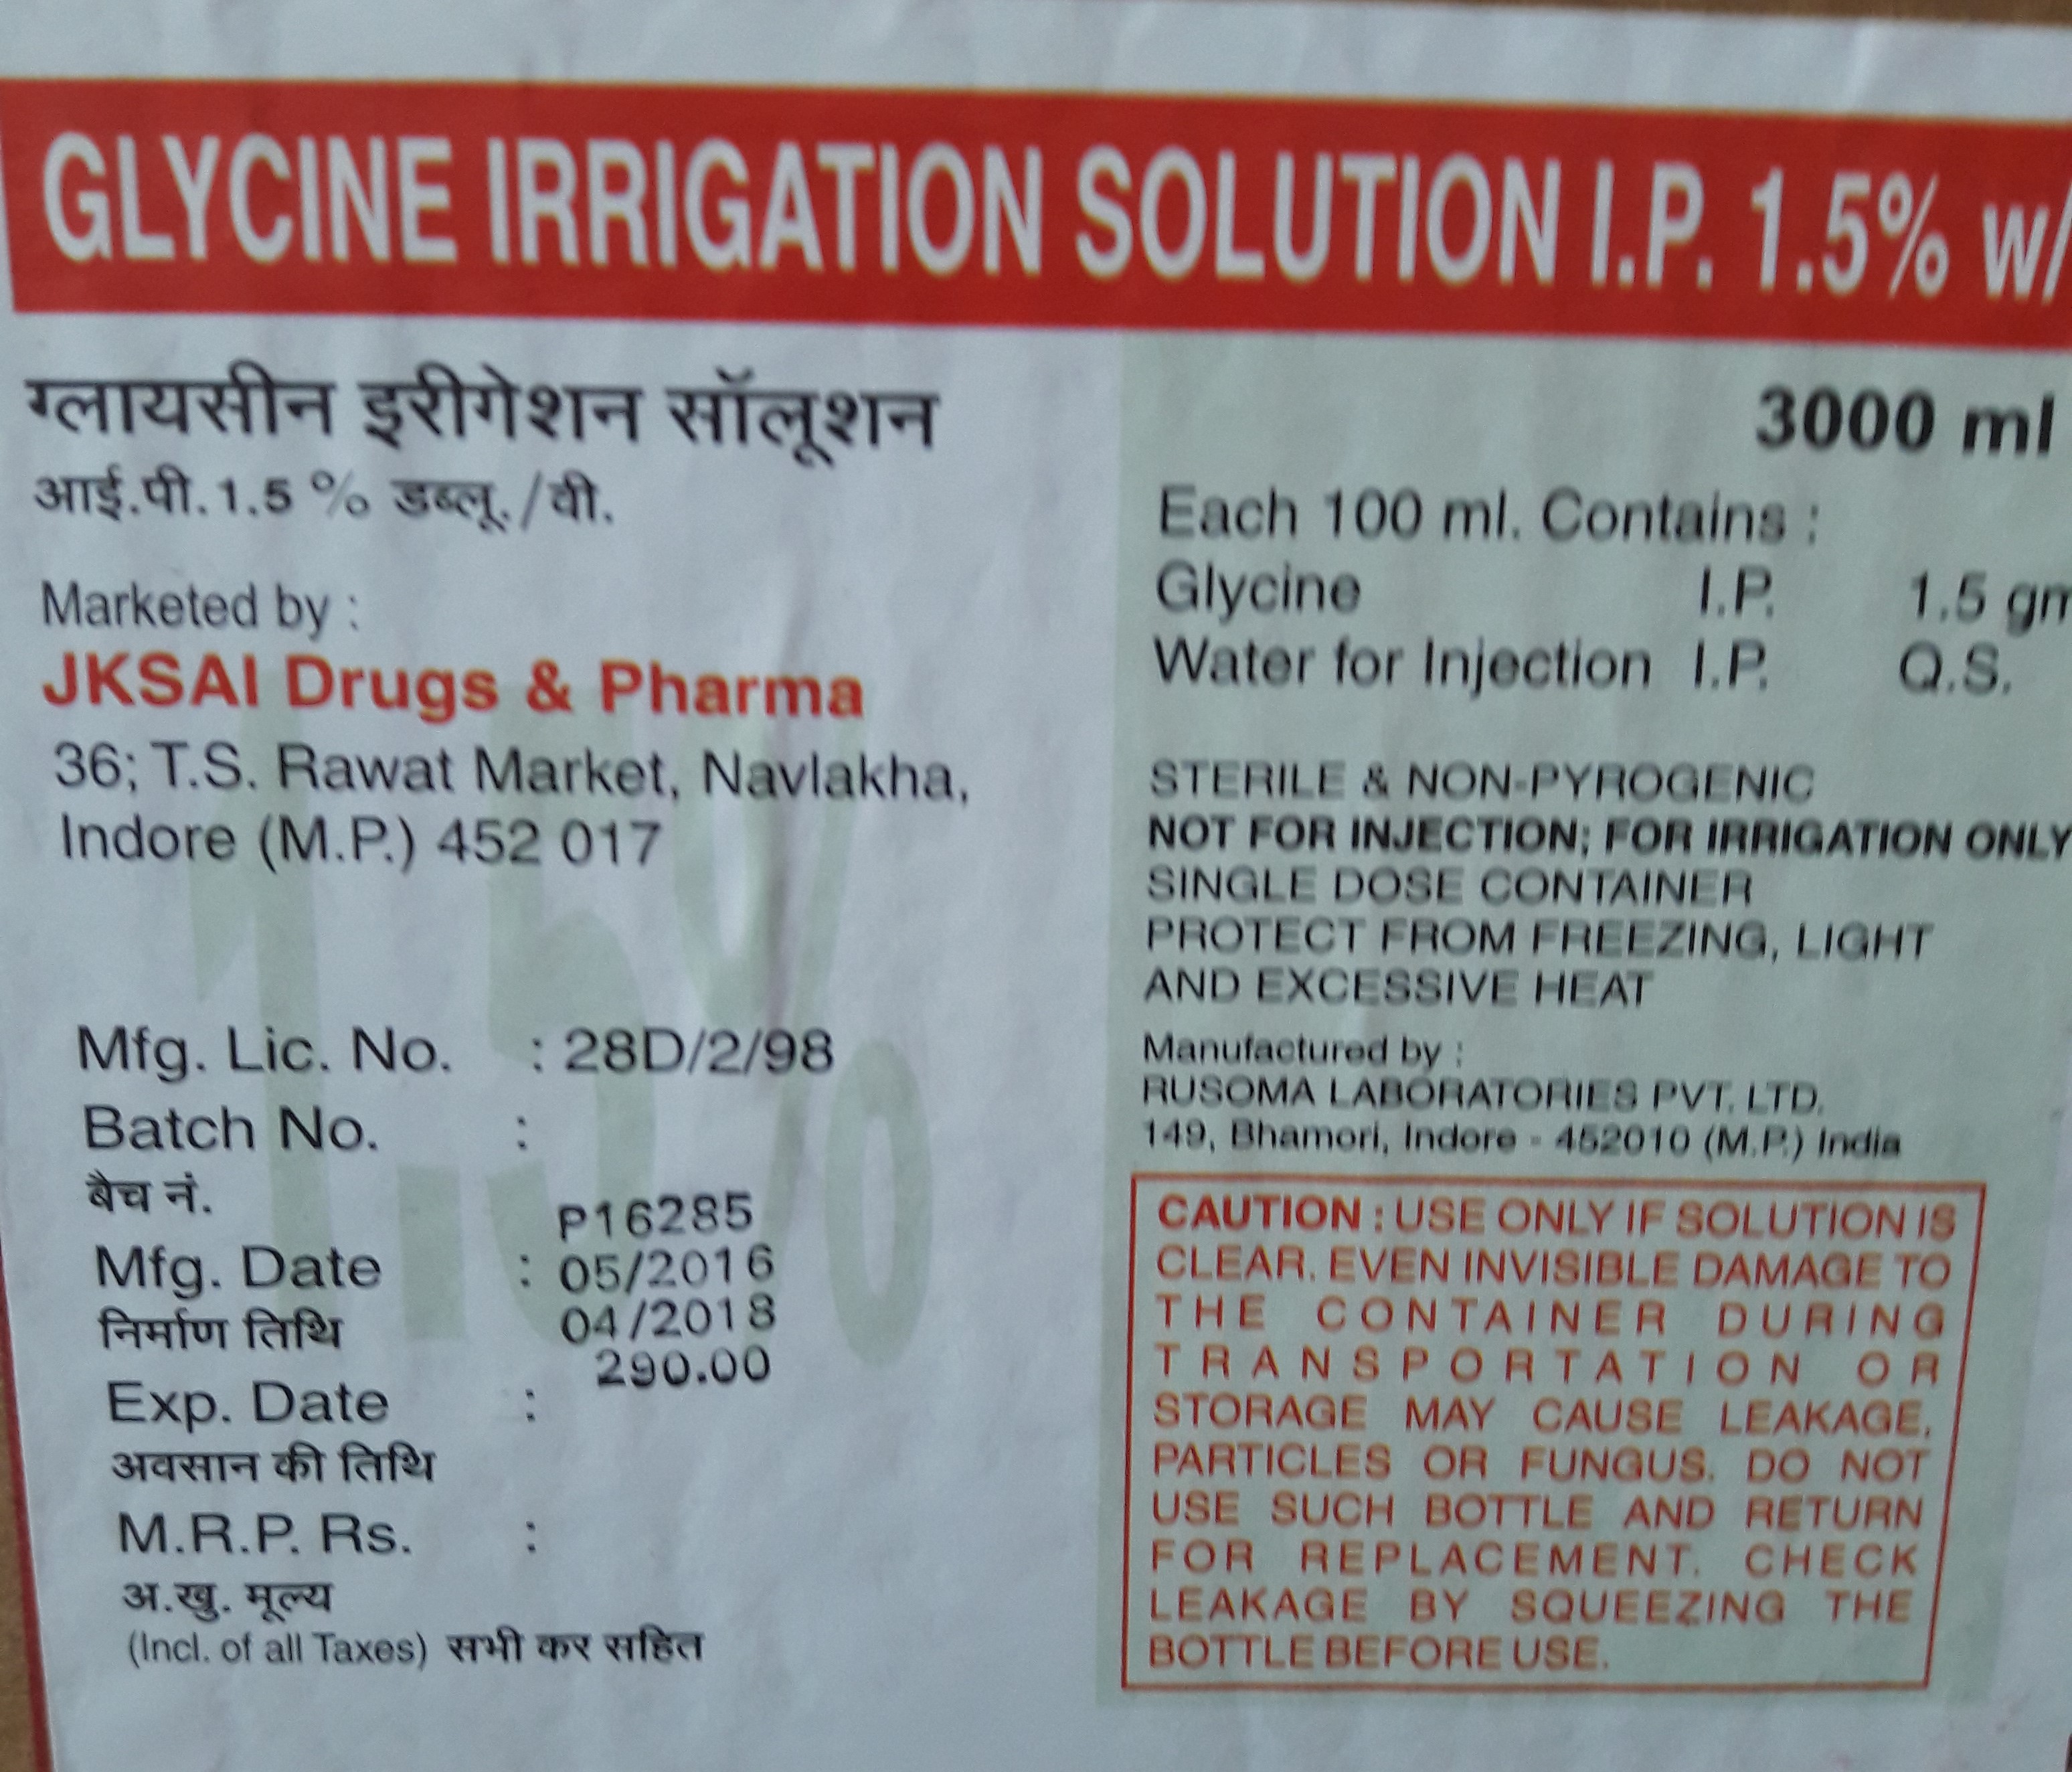 GLYCINE IRRIGATION SOLUTION I.P. 1.5% w/
ग्लायसीन इरीगेशन सॉलूशन
आई.पी. 1.5 % डब्लू./वी.
Marketed by :
JKSAI Drugs & Pharma
36; T.S. Rawat Market, Navlakha,
Indore (M.P.) 452 017
Mfg. Lic. No. : 28D/2/98
Batch No. :
बैच नं.
P16285
Mfg. Date : 05/2016
निर्माण तिथि 04/2018
290.00
Exp. Date :
अवसान की तिथि
M.R.P. Rs. :
अ.खु. मूल्य
(Incl. of all Taxes) सभी कर सहित
3000 ml
Each 100 ml. Contains :
Glycine I.P. 1.5 gm
Water for Injection I.P. Q.S.
STERILE & NON-PYROGENIC
NOT FOR INJECTION; FOR IRRIGATION ONLY
SINGLE DOSE CONTAINER
PROTECT FROM FREEZING, LIGHT
AND EXCESSIVE HEAT
Manufactured by :
RUSOMA LABORATORIES PVT. LTD.
149, Bhamori, Indore - 452010 (M.P.) India
CAUTION : USE ONLY IF SOLUTION IS
CLEAR. EVEN INVISIBLE DAMAGE TO
THE CONTAINER DURING
TRANSPORTATION OR
STORAGE MAY CAUSE LEAKAGE,
PARTICLES OR FUNGUS. DO NOT
USE SUCH BOTTLE AND RETURN
FOR REPLACEMENT. CHECK
LEAKAGE BY SQUEEZING THE
BOTTLE BEFORE USE.
1.5%